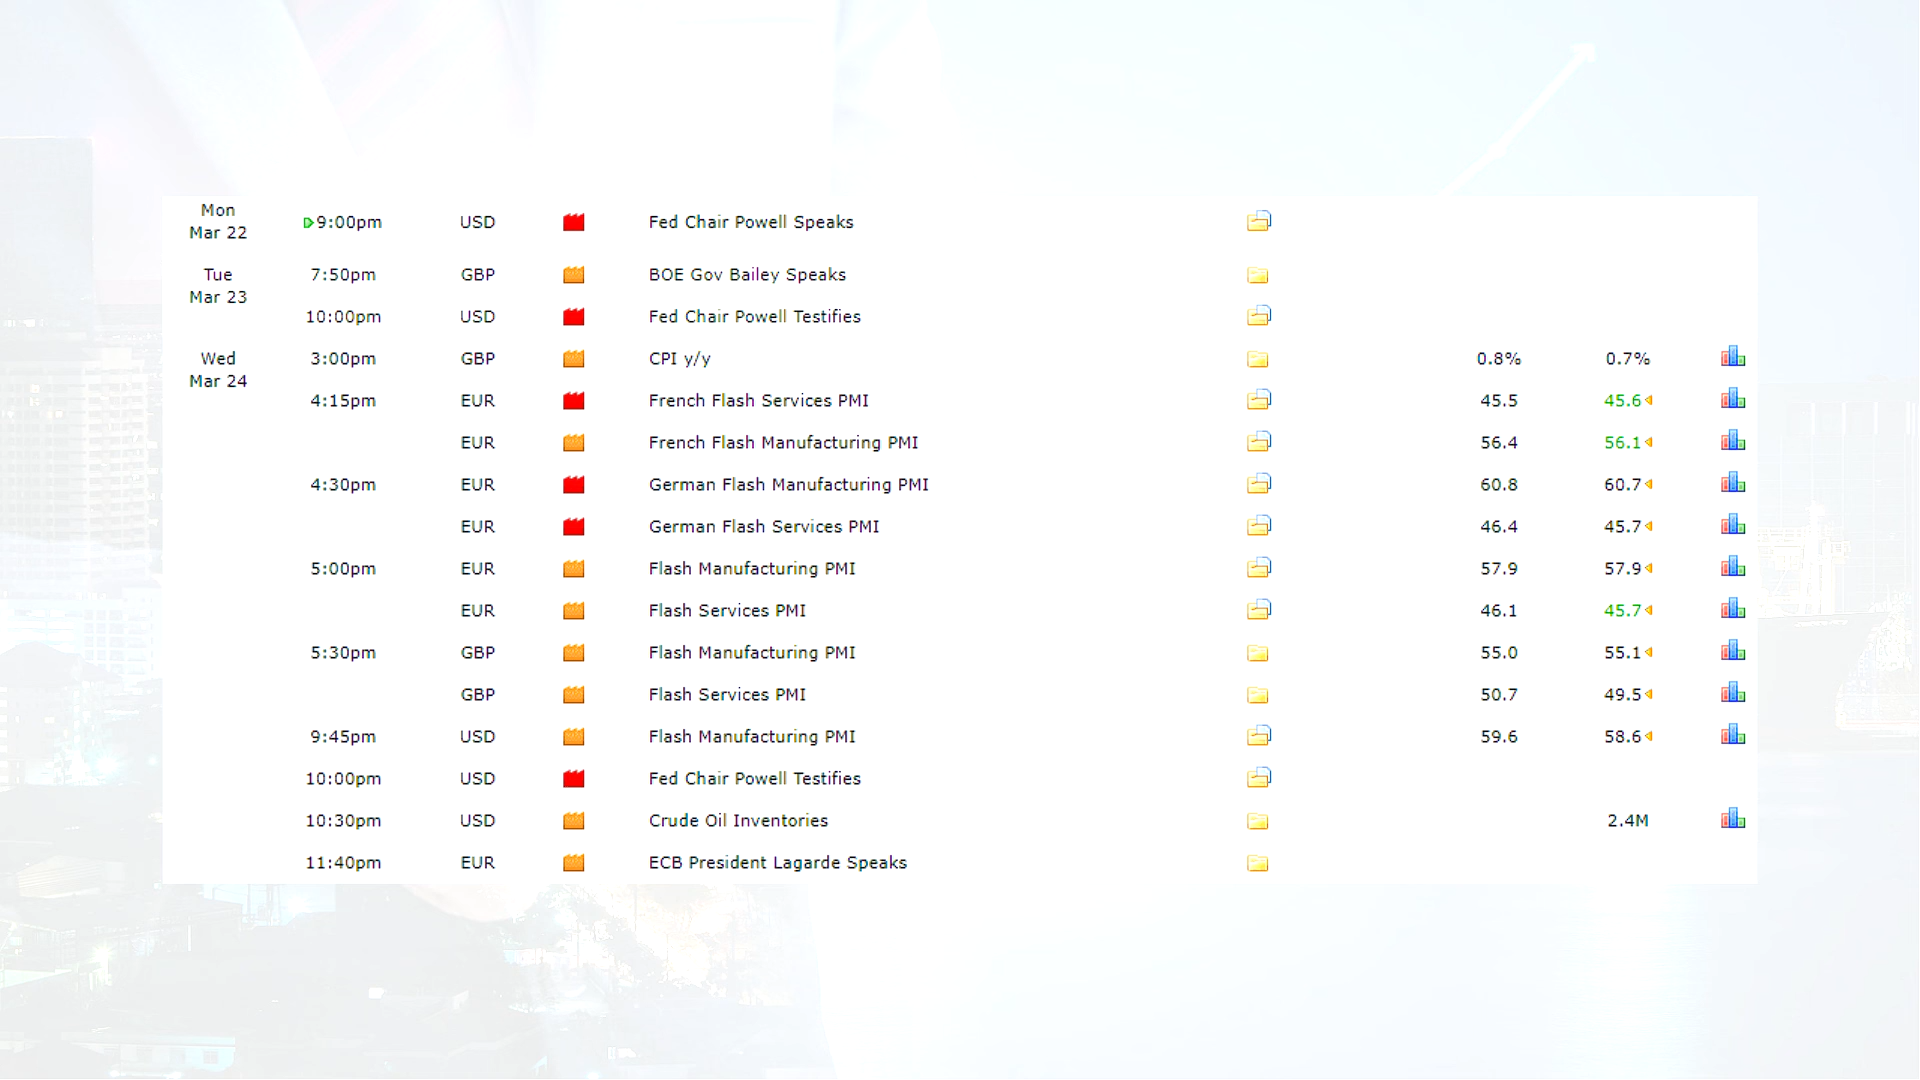 Mon
Mar 22 9:00pm USD Fed Chair Powell Speaks
Tue
Mar 23
7:50pm GBP BOE Gov Bailey Speaks
10:00pm USD Fed Chair Powell Testifies
Wed
Mar 24
3:00pm GBP CPI y/y 0.8% 0.7%
4:15pm EUR French Flash Services PMI 45.5 45.6
EUR French Flash Manufacturing PMI 56.4 56.1
4:30pm EUR German Flash Manufacturing PMI 60.8 60.7
EUR German Flash Services PMI 46.4 45.7
5:00pm EUR Flash Manufacturing PMI 57.9 57.9
EUR Flash Services PMI 46.1 45.7
5:30pm GBP Flash Manufacturing PMI 55.0 55.1
GBP Flash Services PMI 50.7 49.5
9:45pm USD Flash Manufacturing PMI 59.6 58.6
10:00pm USD Fed Chair Powell Testifies
10:30pm USD Crude Oil Inventories 2.4M
11:40pm EUR ECB President Lagarde Speaks